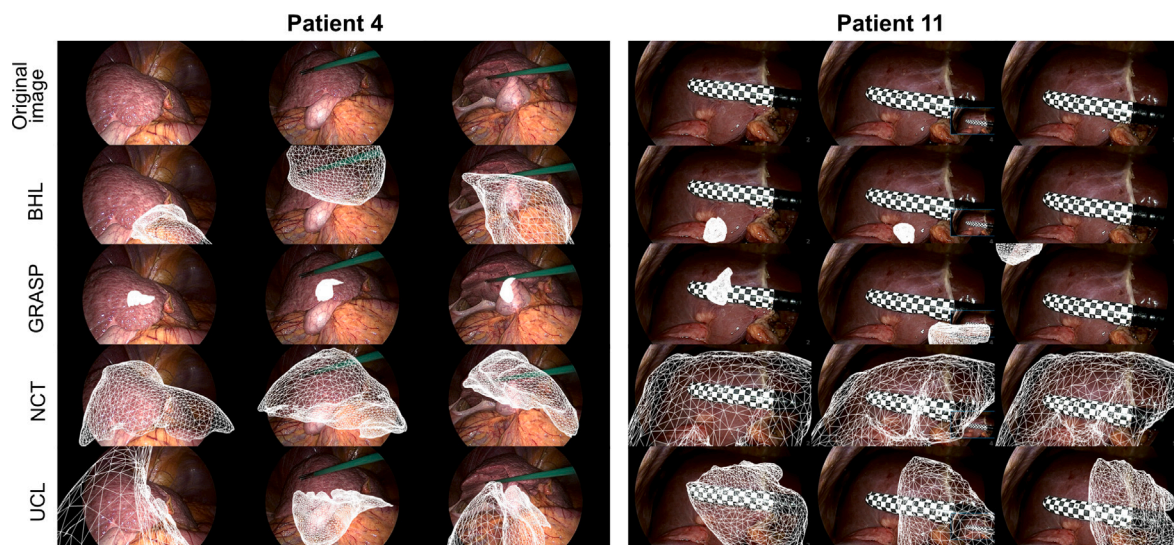 Patient 4
Patient 11
Original
image
BHL
GRASP
NCT
UCL